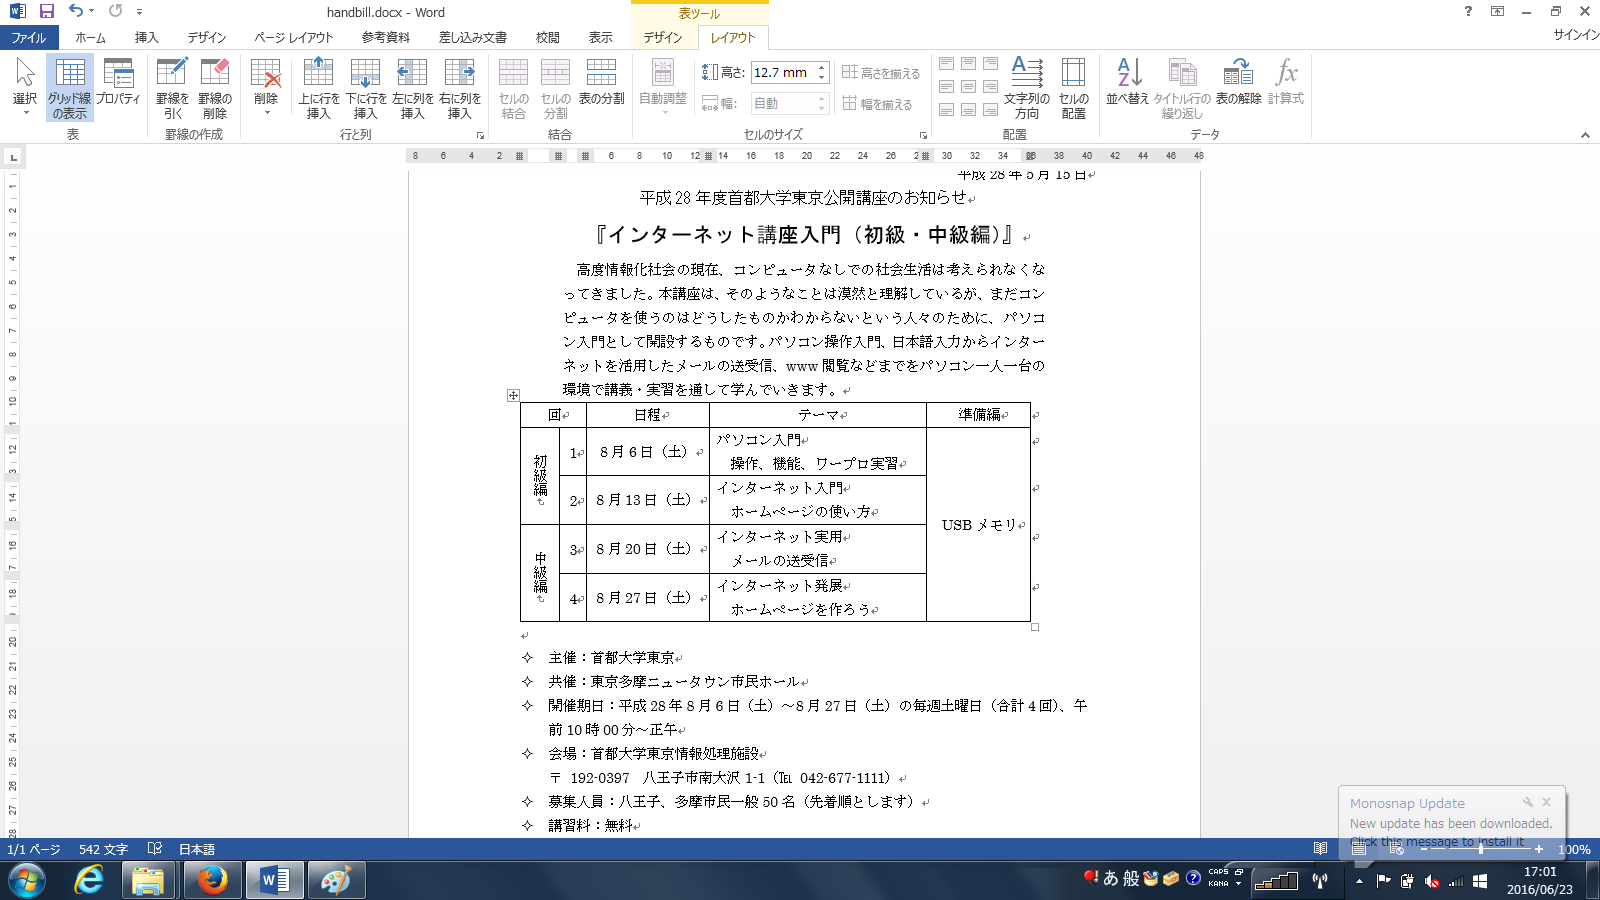 handbill.docx - Word
表ツール
サインイン
ファイル ホーム 挿入 デザイン ページ レイアウト 参考資料 差し込み文書 校閲 表示 デザイン レイアウト
選択
グリッド線の表示
プロパティ
罫線を引く
罫線の削除
削除
上に行を挿入
下に行を挿入
左に列を挿入
右に列を挿入
セルの結合
セルの分割
表の分割
自動調整
高さ: 12.7 mm
幅: 自動
高さを揃える
幅を揃える
文字列の方向
セルの配置
並べ替え
タイトル行の繰り返し
表の解除
計算式
表 罫線の作成 行と列 結合 セルのサイズ 配置 データ
8 6 4 2 6 8 10 12 14 16 18 20 22 24 26 30 32 34 36 38 40 42 44 46 48
平成 28 年 5 月 15 日
平成 28 年度首都大学東京公開講座のお知らせ
『インターネット講座入門（初級・中級編）』
高度情報化社会の現在、コンピュータなしでの社会生活は考えられなくな
ってきました。本講座は、そのようなことは漠然と理解しているが、まだコン
ピュータを使うのはどうしたものかわからないという人々のために、パソコ
ン入門として開設するものです。パソコン操作入門、日本語入力からインター
ネットを活用したメールの送受信、www 閲覧などまでをパソコン一人一台の
環境で講義・実習を通して学んでいきます。
回 日程 テーマ 準備編
初級編
1 8 月 6 日（土） パソコン入門
操作、機能、ワープロ実習
2 8 月 13 日（土） インターネット入門
ホームページの使い方
USB メモリ
中級編
3 8 月 20 日（土） インターネット実用
メールの送受信
4 8 月 27 日（土） インターネット発展
ホームページを作ろう
✧ 主催：首都大学東京
✧ 共催：東京多摩ニュータウン市民ホール
✧ 開催期日：平成 28 年 8 月 6 日（土）～8 月 27 日（土）の毎週土曜日（合計 4 回）、午
前 10 時 00 分～正午
✧ 会場：首都大学東京情報処理施設
〒 192-0397 八王子市南大沢 1-1（℡ 042-677-1111）
✧ 募集人員：八王子、多摩市民一般 50 名（先着順とします）
✧ 講習料：無料
Monosnap Update
New update has been downloaded.
Click this message to install it
1/1 ページ 542 文字 日本語 100%
あ 般 CAPS KANA
17:01
2016/06/23